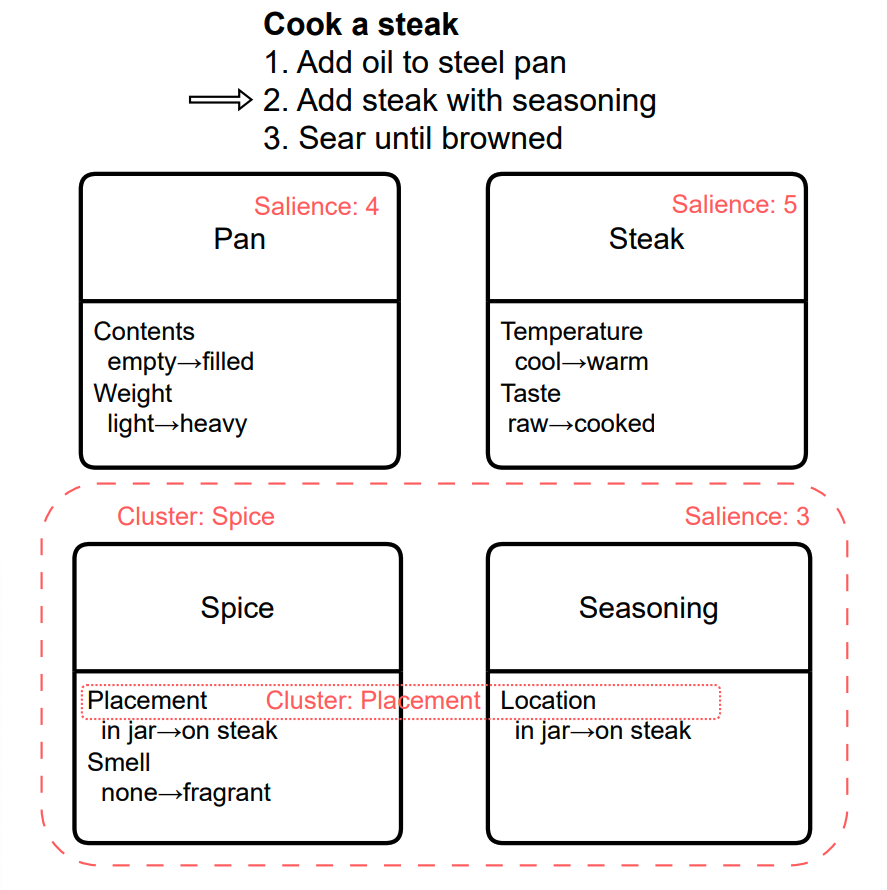 Cook a steak
1. Add oil to steel pan
2. Add steak with seasoning
3. Sear until browned
Salience: 4
Pan
Contents
empty→filled
Weight
light→heavy
Salience: 5
Steak
Temperature
cool→warm
Taste
raw→cooked
Cluster: Spice
Salience: 3
Spice
Seasoning
Placement
Cluster: Placement
Location
in jar→on steak
in jar→on steak
Smell
none→fragrant